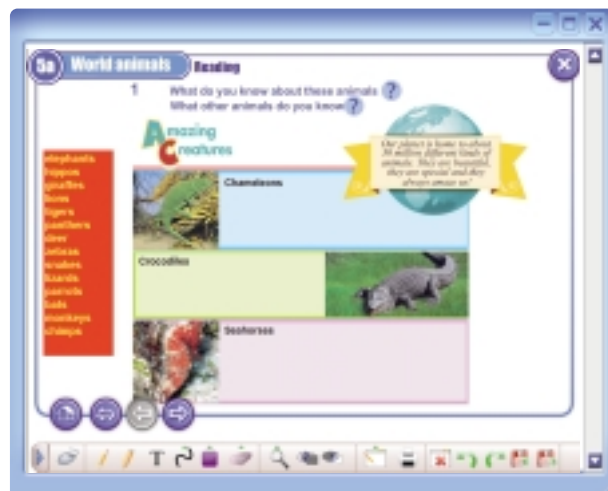 5a World animals Reading
1 What do you know about these animals ?
What other animals do you know ?
Amazing
Creatures
Our planet is home to about
30 million different kinds of
animals. They are beautiful,
they are special and they
always amaze us!
elephants
hippos
giraffes
lions
tigers
panthers
deer
zebras
snakes
lizards
parrots
bats
monkeys
chimps
Chameleons
Crocodiles
Seahorses
T